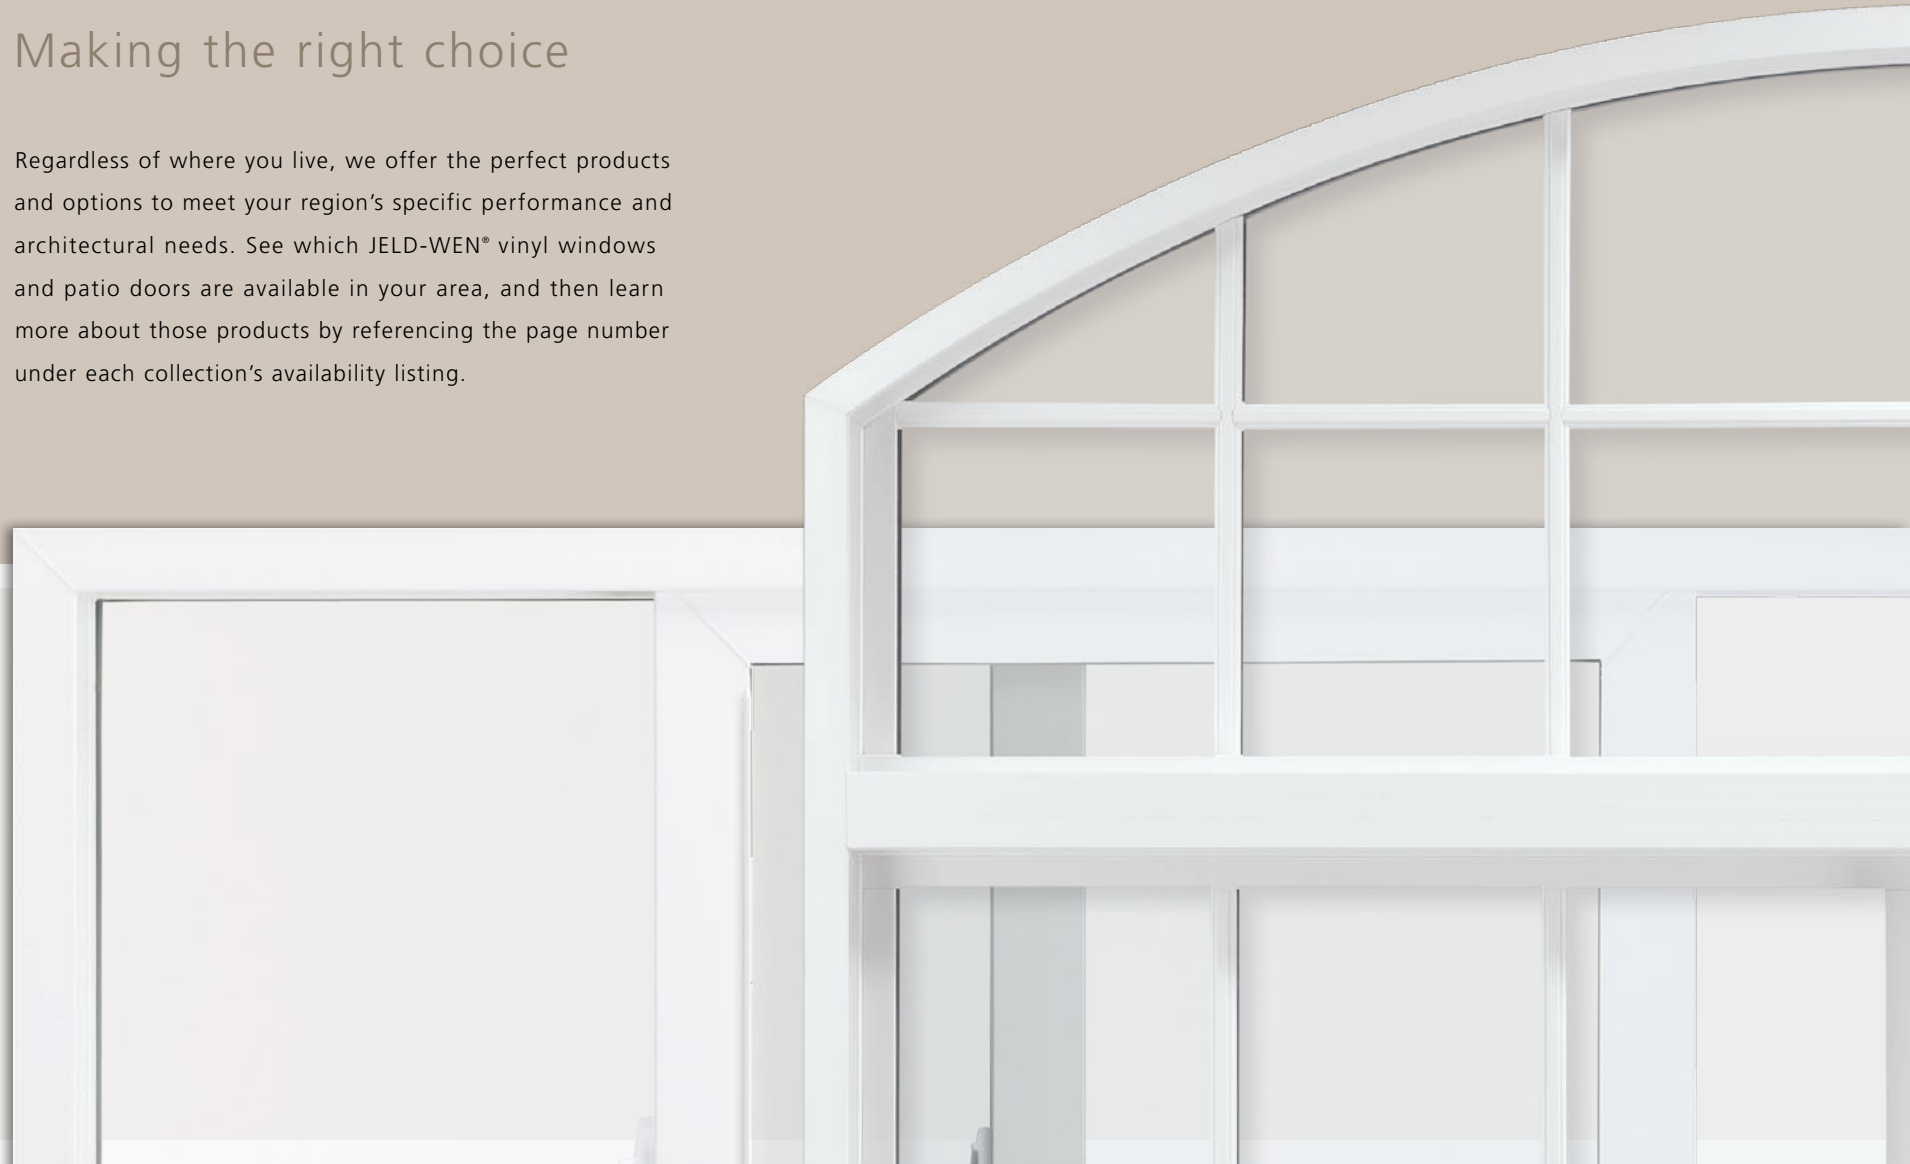 Making the right choice
Regardless of where you live, we offer the perfect products
and options to meet your region’s specific performance and
architectural needs. See which JELD-WEN® vinyl windows
and patio doors are available in your area, and then learn
more about those products by referencing the page number
under each collection’s availability listing.